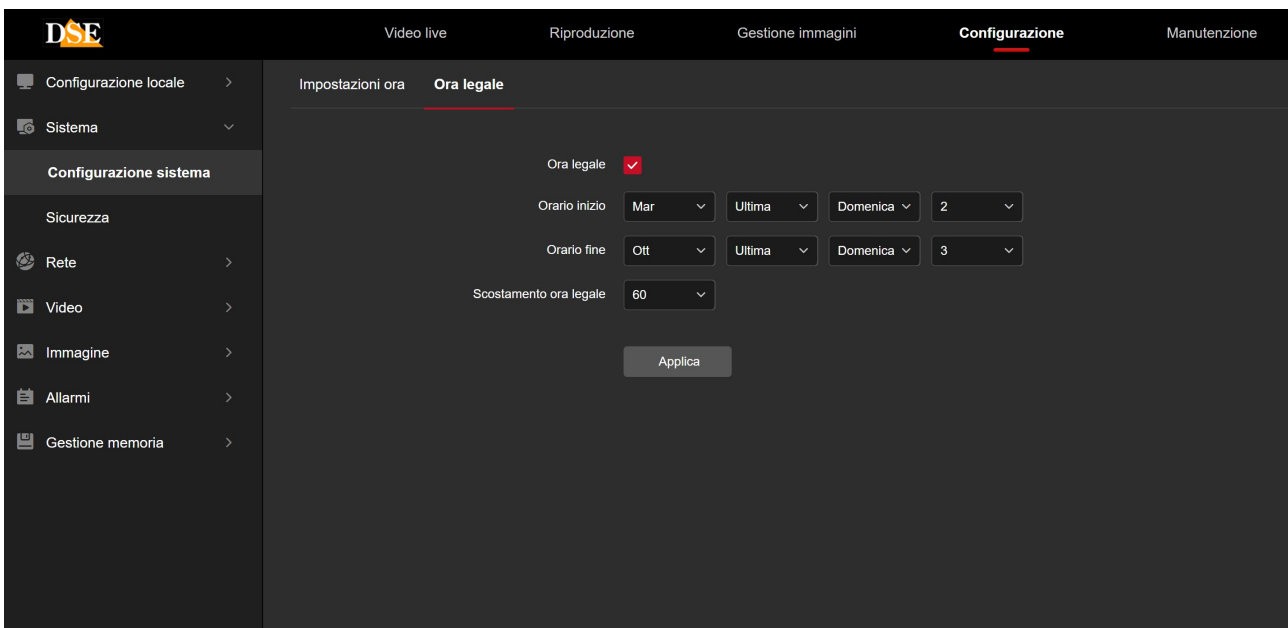 DSE Video live Riproduzione Gestione immagini Configurazione Manutenzione
Configurazione locale
Sistema
Configurazione sistema
Sicurezza
Rete
Video
Immagine
Allarmi
Gestione memoria
Impostazioni ora Ora legale
Ora legale
Orario inizio Mar Ultima Domenica 2
Orario fine Ott Ultima Domenica 3
Scostamento ora legale 60
Applica